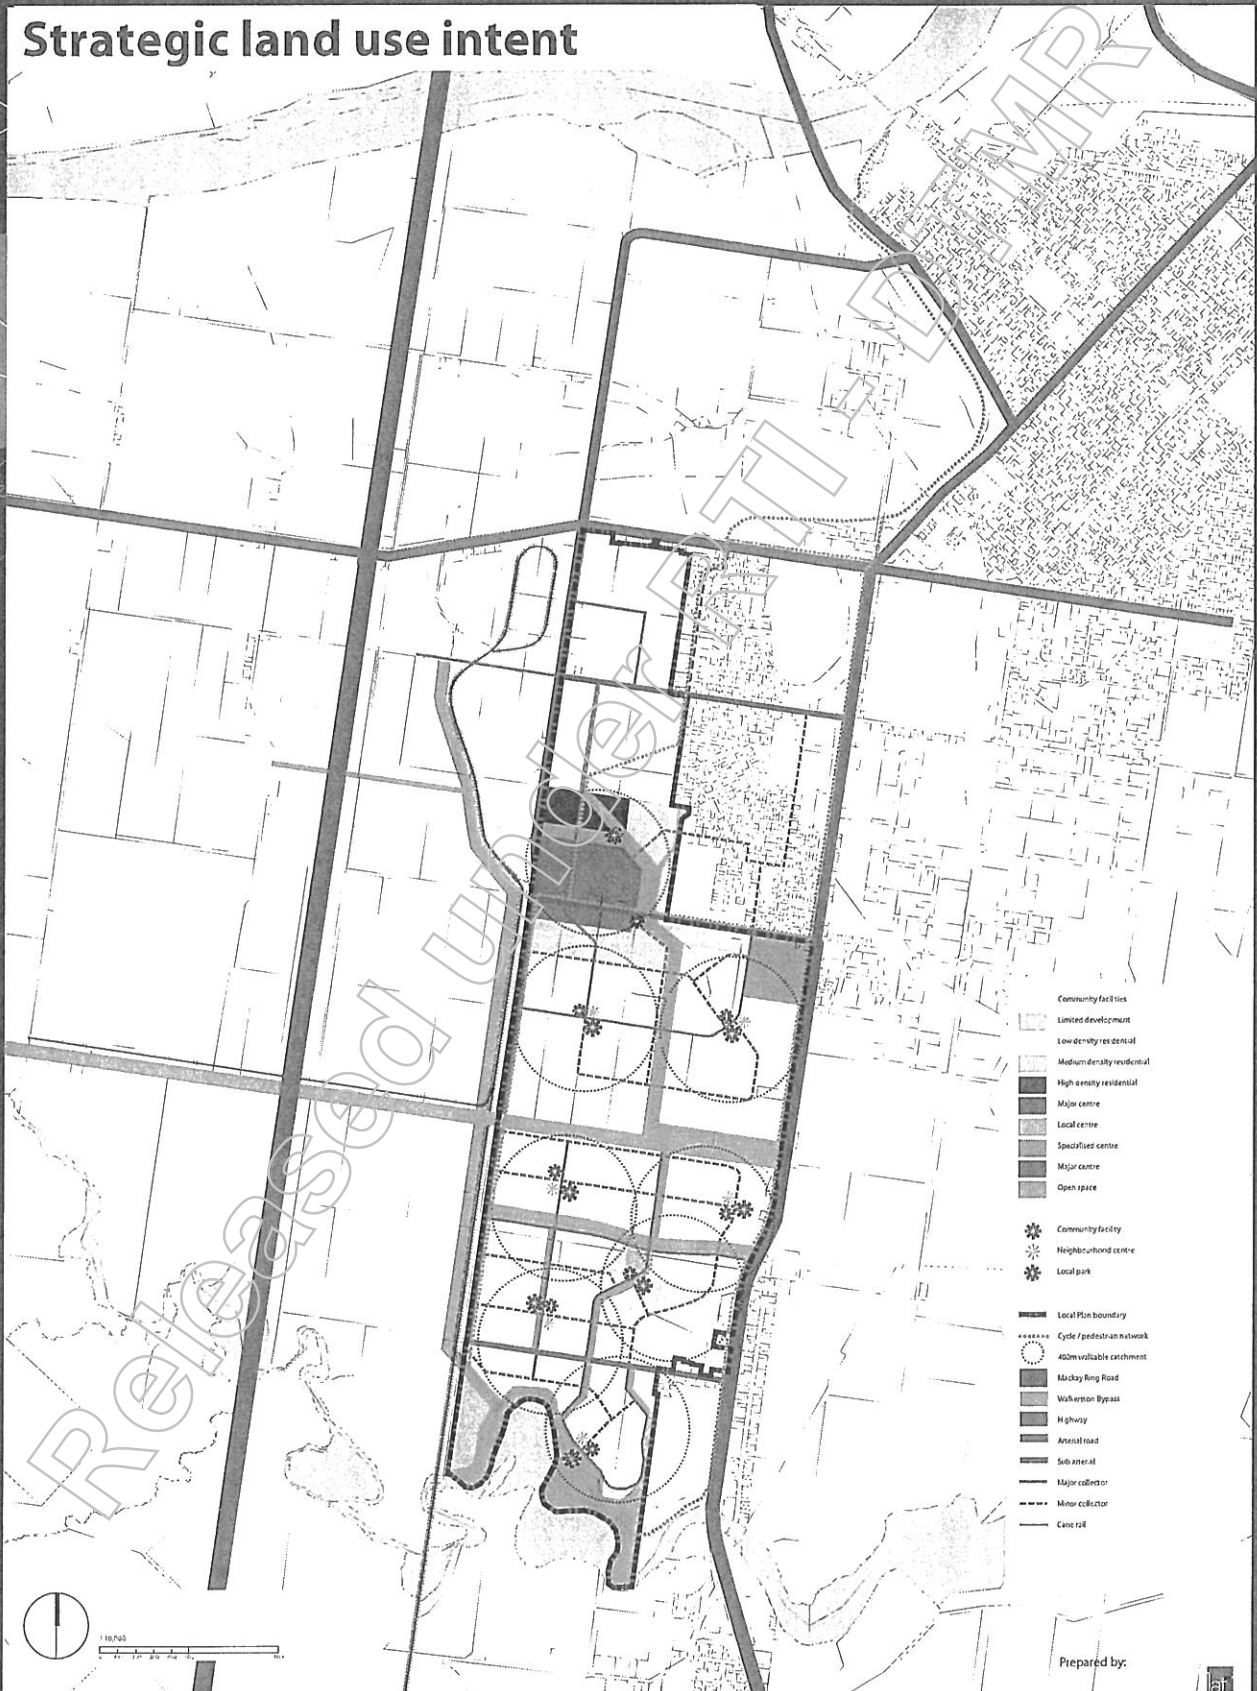 Strategic land use intent
Released under RTI - DTMR
Community facilities
Limited development
Low density residential
Medium density residential
High density residential
Major centre
Local centre
Specialised centre
Major centre
Open space
Community facility
Neighbourhood centre
Local park
Local Plan boundary
Cycle / pedestrian network
400m walkable catchment
Mackay Ring Road
Walkerston Bypass
Highway
Arterial road
Sub arterial
Major collector
Minor collector
Cane rail
Prepared by: